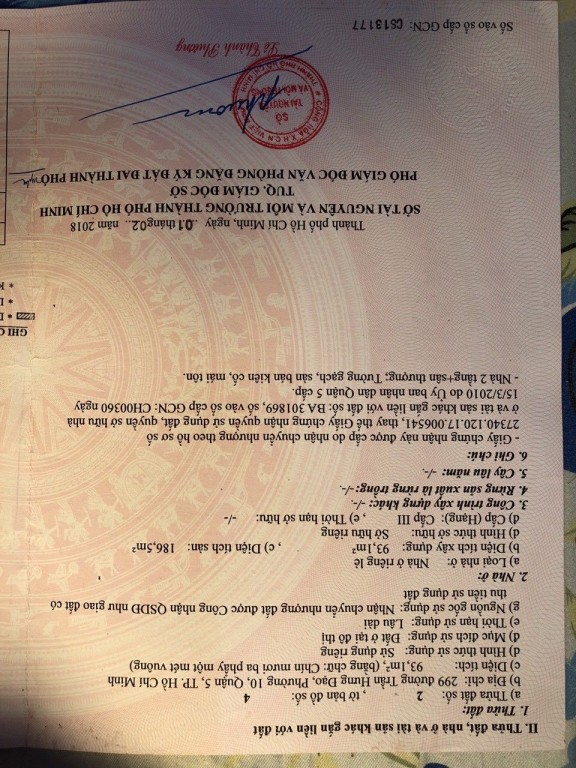 II. Thửa đất, nhà ở và tài sản khác gắn liền với đất
1. Thửa đất:
a) Thửa đất số: 2 , tờ bản đồ số: 4
b) Địa chỉ: 299 đường Trần Hưng Đạo, Phường 10, Quận 5, TP. Hồ Chí Minh
c) Diện tích: 93,1m², (bằng chữ: Chín mươi ba phẩy một mét vuông)
d) Hình thức sử dụng: Sử dụng riêng
đ) Mục đích sử dụng: Đất ở tại đô thị
e) Thời hạn sử dụng: Lâu dài
g) Nguồn gốc sử dụng: Nhận chuyển nhượng đất được Công nhận QSDĐ như giao đất có
thu tiền sử dụng đất
2. Nhà ở:
a) Loại nhà ở: Nhà ở riêng lẻ
b) Diện tích xây dựng: 93,1m² , c) Diện tích sàn: 186,5m²
d) Hình thức sở hữu: Sở hữu riêng
đ) Cấp (Hạng): Cấp III , e) Thời hạn sở hữu: -/-
3. Công trình xây dựng khác: -/-.
4. Rừng sản xuất là rừng trồng: -/-.
5. Cây lâu năm: -/-.
6. Ghi chú:
- Giấy chứng nhận này được cấp do nhận chuyển nhượng theo hồ sơ số
27340.120.17.006541, thay thế Giấy chứng nhận quyền sử dụng đất, quyền sở hữu nhà
ở và tài sản khác gắn liền với đất số: BA 301869, số vào sổ cấp GCN: CH00360 ngày
15/3/2010 do Ủy ban nhân dân Quận 5 cấp.
- Nhà 2 tầng+sân thượng; Tường gạch, sàn bán kiên cố, mái tôn.
Thành phố Hồ Chí Minh, ngày .01 tháng 02.. năm 2018
SỞ TÀI NGUYÊN VÀ MÔI TRƯỜNG THÀNH PHỐ HỒ CHÍ MINH
TUQ. GIÁM ĐỐC SỞ
PHÓ GIÁM ĐỐC VĂN PHÒNG ĐĂNG KÝ ĐẤT ĐAI THÀNH PHỐ
SỞ
TÀI NGUYÊN
VÀ MÔI TRƯỜNG
Lê Thành Phương
Số vào sổ cấp GCN: CS13177
GHI C